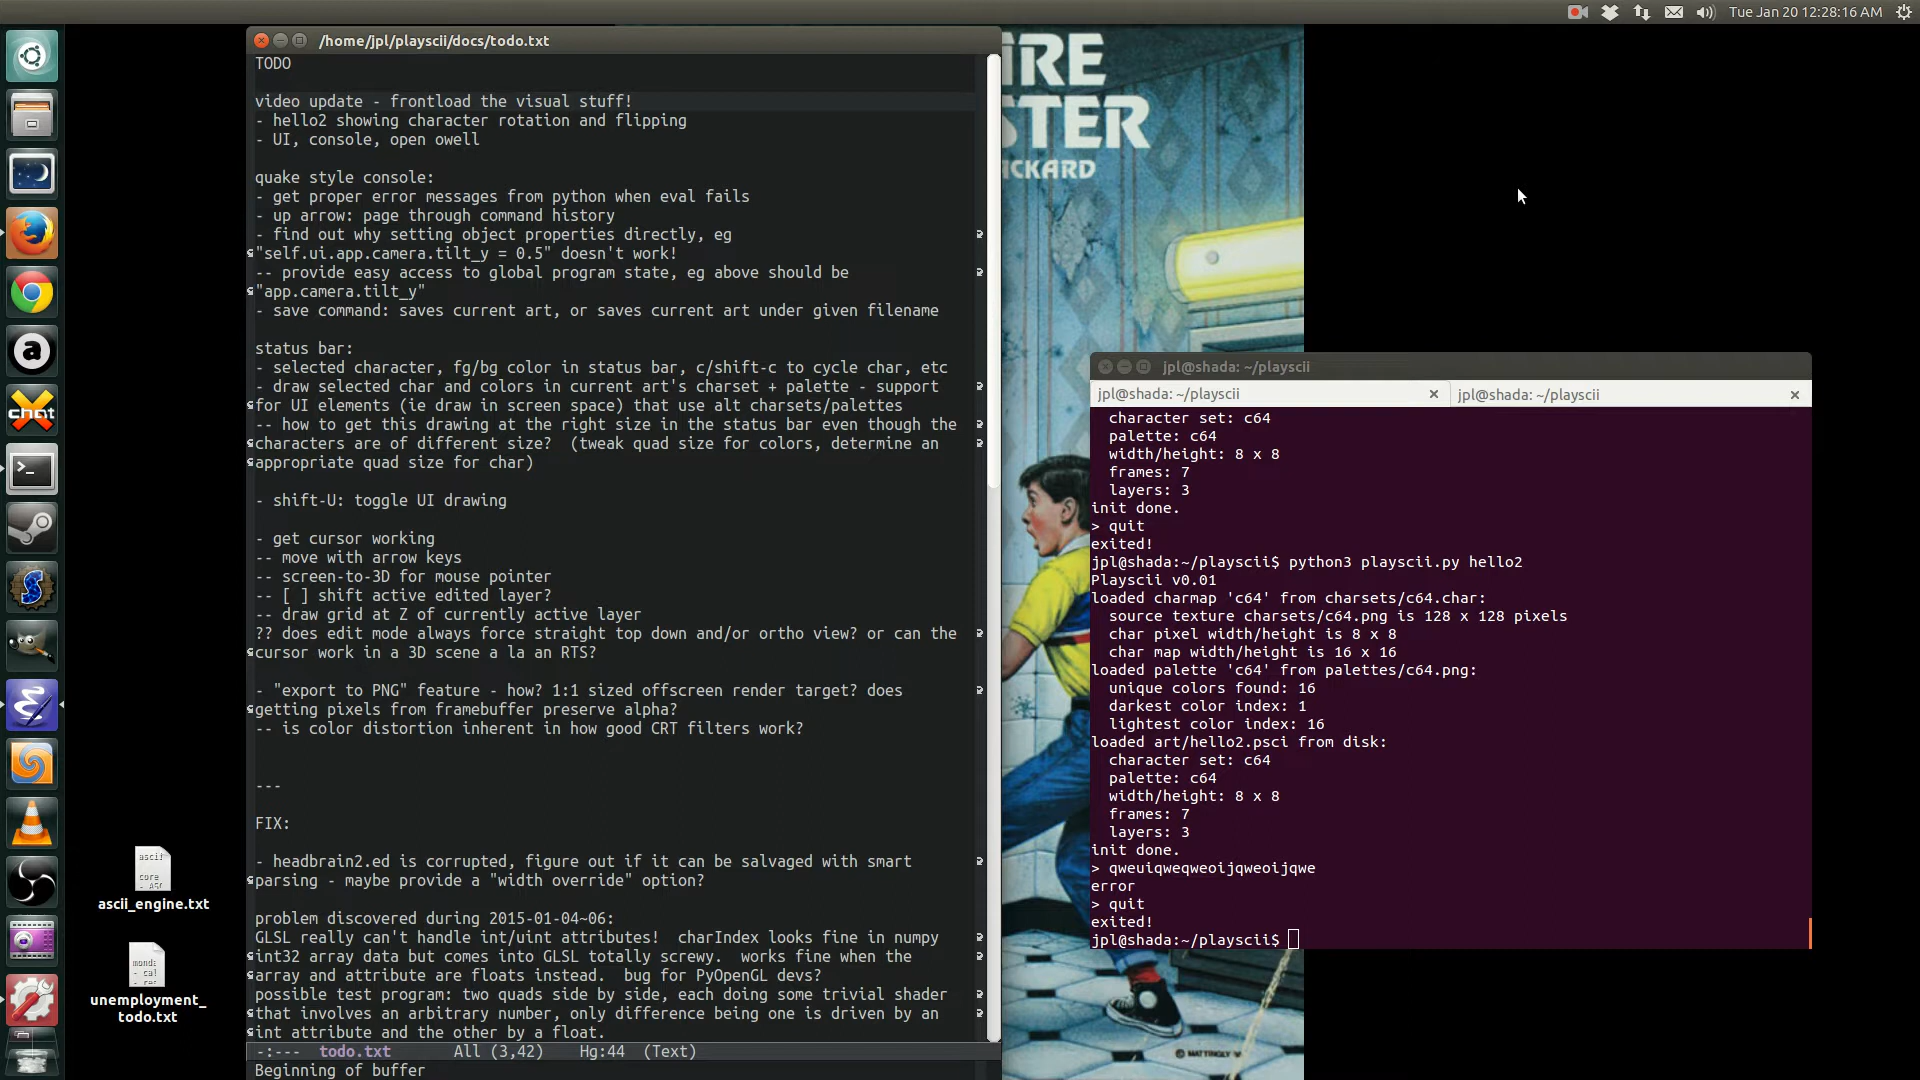 Tue Jan 20 12:28:16 AM
/home/jpl/playscii/docs/todo.txt
TODO
video update - frontload the visual stuff!
- hello2 showing character rotation and flipping
- UI, console, open owell
quake style console:
- get proper error messages from python when eval fails
- up arrow: page through command history
- find out why setting object properties directly, eg
"self.ui.app.camera.tilt_y = 0.5" doesn't work!
-- provide easy access to global program state, eg above should be
"app.camera.tilt_y"
- save command: saves current art, or saves current art under given filename
status bar:
- selected character, fg/bg color in status bar, c/shift-c to cycle char, etc
- draw selected char and colors in current art's charset + palette - support
for UI elements (ie draw in screen space) that use alt charsets/palettes
-- how to get this drawing at the right size in the status bar even though the
characters are of different size?  (tweak quad size for colors, determine an
appropriate quad size for char)
- shift-U: toggle UI drawing
- get cursor working
-- move with arrow keys
-- screen-to-3D for mouse pointer
-- [ ] shift active edited layer?
-- draw grid at Z of currently active layer
?? does edit mode always force straight top down and/or ortho view? or can the
cursor work in a 3D scene a la an RTS?
- "export to PNG" feature - how? 1:1 sized offscreen render target? does
getting pixels from framebuffer preserve alpha?
-- is color distortion inherent in how good CRT filters work?
---
FIX:
- headbrain2.ed is corrupted, figure out if it can be salvaged with smart
parsing - maybe provide a "width override" option?
problem discovered during 2015-01-04~06:
GLSL really can't handle int/uint attributes!  charIndex looks fine in numpy
int32 array data but comes into GLSL totally screwy.  works fine when the
array and attribute are floats instead.  bug for PyOpenGL devs?
possible test program: two quads side by side, each doing some trivial shader
that involves an arbitrary number, only difference being one is driven by an
int attribute and the other by a float.
-:---  todo.txt       All (3,42)    Hg:44  (Text)
Beginning of buffer
IRE
STER
CKARD
jpl@shada: ~/playscii
jpl@shada: ~/playscii
jpl@shada: ~/playscii
character set: c64
palette: c64
width/height: 8 x 8
frames: 7
layers: 3
init done.
> quit
exited!
jpl@shada:~/playscii$ python3 playscii.py hello2
Playscii v0.01
loaded charmap 'c64' from charsets/c64.char:
source texture charsets/c64.png is 128 x 128 pixels
char pixel width/height is 8 x 8
char map width/height is 16 x 16
loaded palette 'c64' from palettes/c64.png:
unique colors found: 16
darkest color index: 1
lightest color index: 16
loaded art/hello2.psci from disk:
character set: c64
palette: c64
width/height: 8 x 8
frames: 7
layers: 3
init done.
> qweuiqweqweoijqweoijqwe
error
> quit
exited!
jpl@shada:~/playscii$
© MATTINGLY
a
chat
ascii_engine.txt
unemployment_
todo.txt